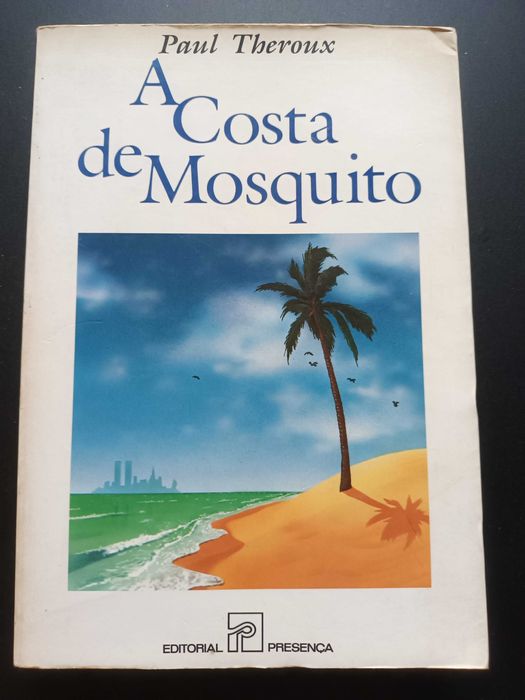 Paul Theroux
A
Costa
de Mosquito
EDITORIAL PRESENÇA